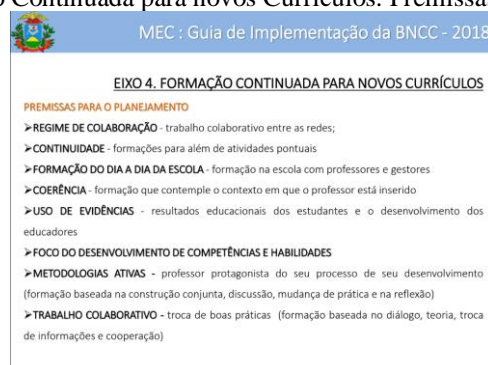 Continuada para novos Currículos: Premissa
MEC : Guia de Implementação da BNCC - 2018
EIXO 4. FORMAÇÃO CONTINUADA PARA NOVOS CURRÍCULOS
PREMISSAS PARA O PLANEJAMENTO
➢REGIME DE COLABORAÇÃO - trabalho colaborativo entre as redes;
➢CONTINUIDADE - formações para além de atividades pontuais
➢FORMAÇÃO DO DIA A DIA DA ESCOLA - formação na escola com professores e gestores
➢COERÊNCIA - formação que contemple o contexto em que o professor está inserido
➢USO DE EVIDÊNCIAS - resultados educacionais dos estudantes e o desenvolvimento dos
educadores
➢FOCO DO DESENVOLVIMENTO DE COMPETÊNCIAS E HABILIDADES
➢METODOLOGIAS ATIVAS - professor protagonista do seu processo de seu desenvolvimento
(formação baseada na construção conjunta, discussão, mudança de prática e na reflexão)
➢TRABALHO COLABORATIVO - troca de boas práticas (formação baseada no diálogo, teoria, troca
de informações e cooperação)